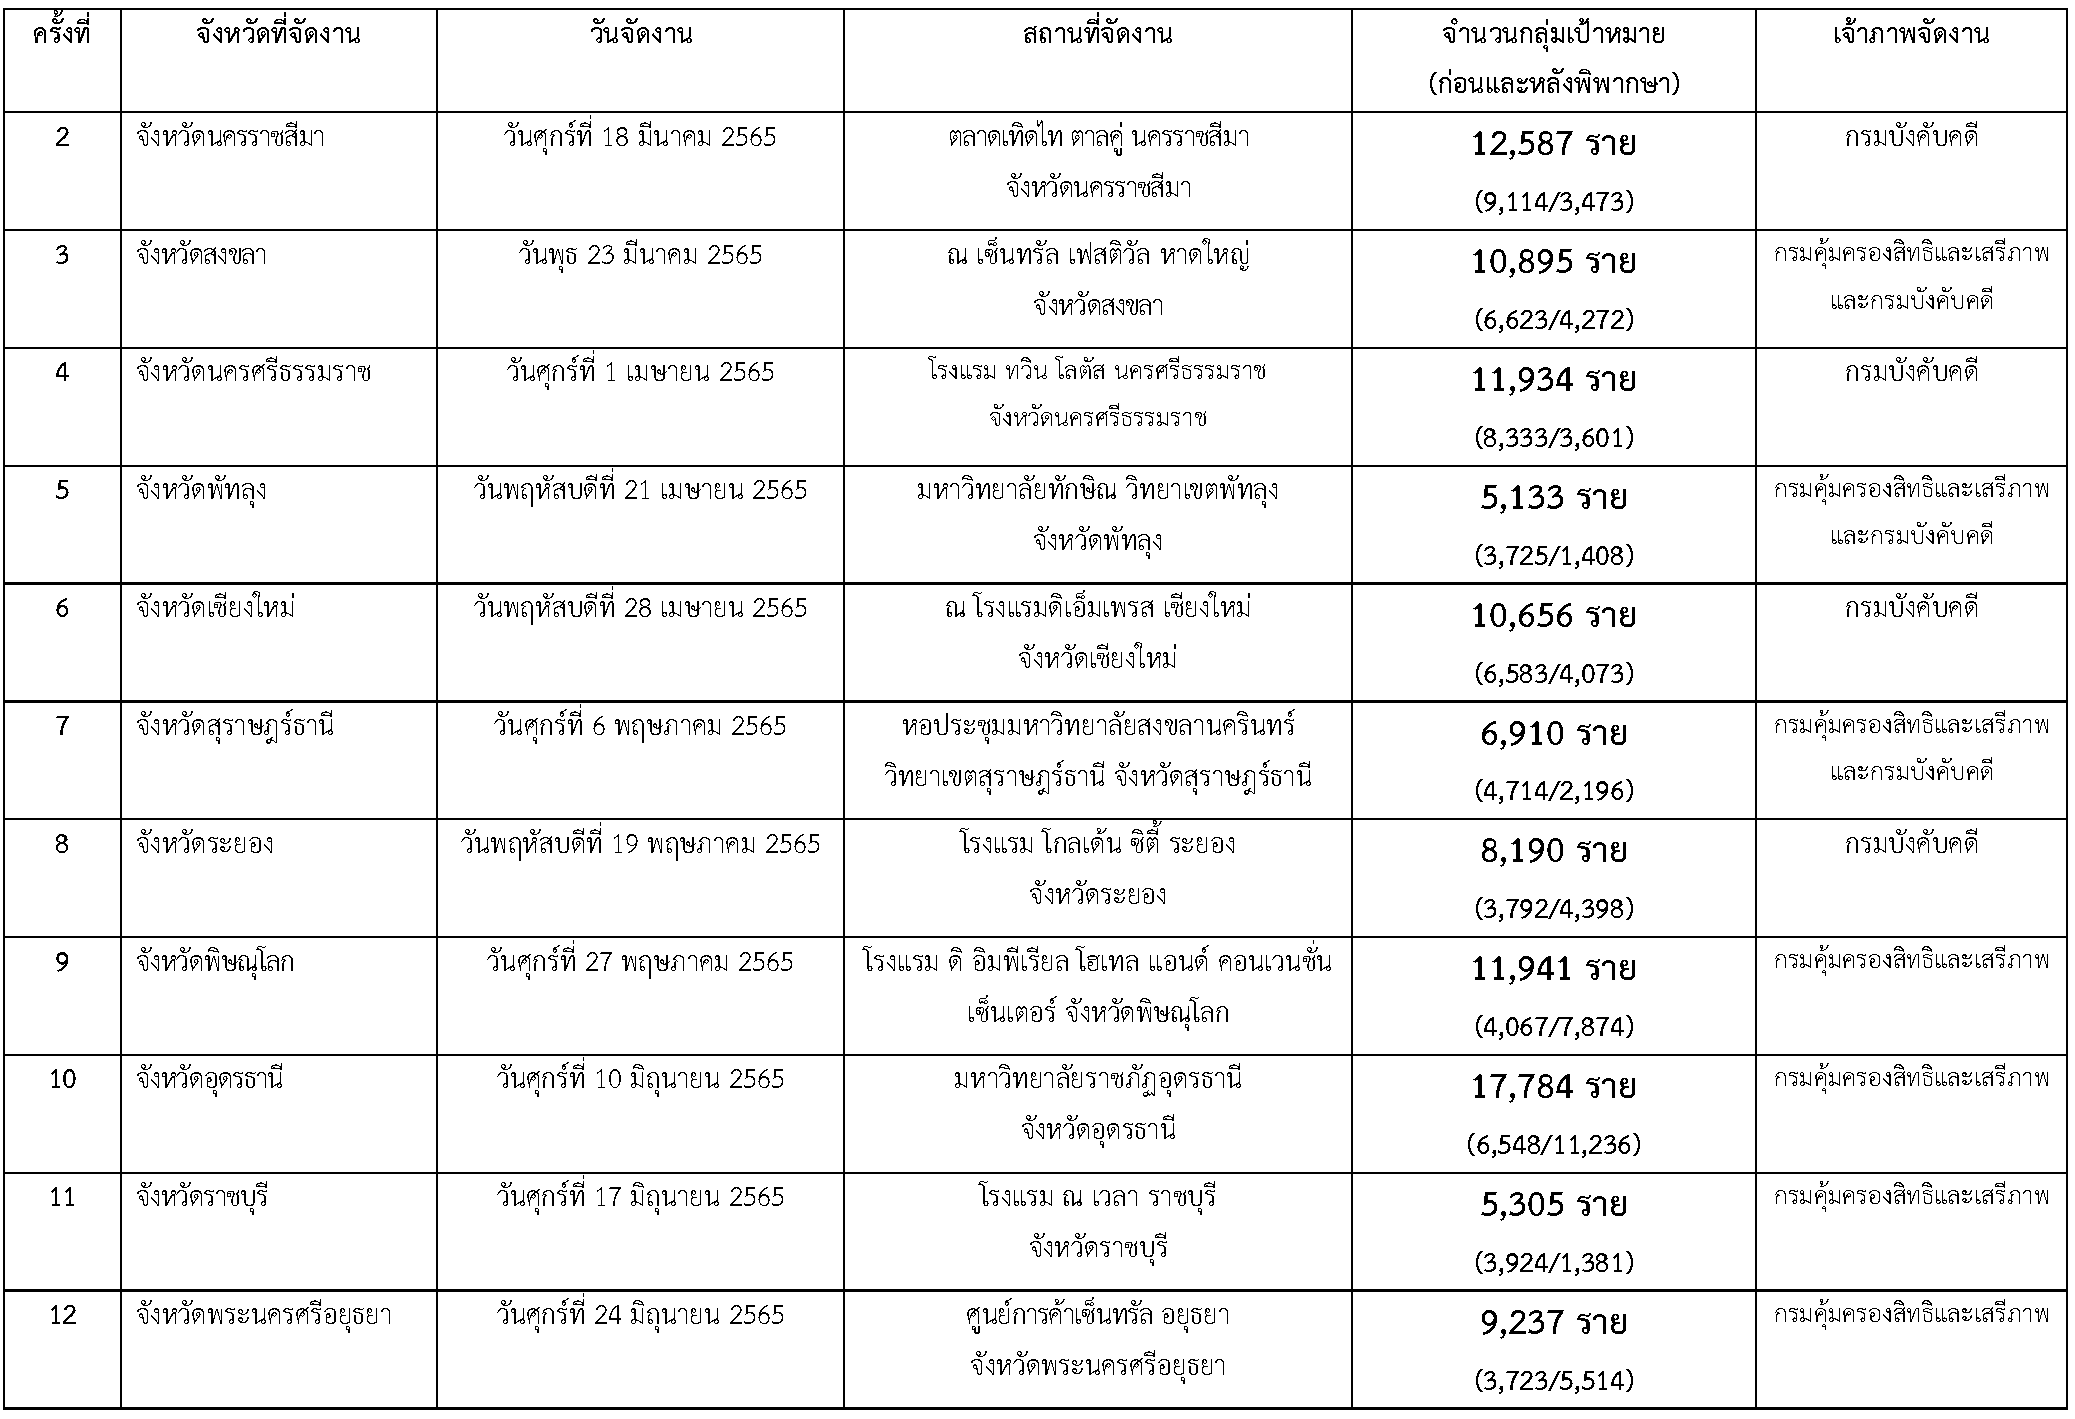 ครั้งที่ จังหวัดที่จัดงาน วันจัดงาน สถานที่จัดงาน จำนวนกลุ่มเป้าหมาย เจ้าภาพจัดงาน
(ก่อนและหลังพิพากษา)
2 จังหวัดนครราชสีมา วันศุกร์ที่ 18 มีนาคม 2565 ตลาดเทิดไท ตาลคู่ นครราชสีมา 12,587 ราย กรมบังคับคดี
จังหวัดนครราชสีมา (9,114/3,473)
3 จังหวัดสงขลา วันพุธ 23 มีนาคม 2565 ณ เซ็นทรัล เฟสติวัล หาดใหญ่ 10,895 ราย กรมคุ้มครองสิทธิและเสรีภาพ
จังหวัดสงขลา (6,623/4,272) และกรมบังคับคดี
4 จังหวัดนครศรีธรรมราช วันศุกร์ที่ 1 เมษายน 2565 โรงแรม ทวิน โลตัส นครศรีธรรมราช 11,934 ราย กรมบังคับคดี
จังหวัดนครศรีธรรมราช (8,333/3,601)
5 จังหวัดพัทลุง วันพฤหัสบดีที่ 21 เมษายน 2565 มหาวิทยาลัยทักษิณ วิทยาเขตพัทลุง 5,133 ราย กรมคุ้มครองสิทธิและเสรีภาพ
จังหวัดพัทลุง (3,725/1,408) และกรมบังคับคดี
6 จังหวัดเชียงใหม่ วันพฤหัสบดีที่ 28 เมษายน 2565 ณ โรงแรมดิเอ็มเพรส เชียงใหม่ 10,656 ราย กรมบังคับคดี
จังหวัดเชียงใหม่ (6,583/4,073)
7 จังหวัดสุราษฎร์ธานี วันศุกร์ที่ 6 พฤษภาคม 2565 หอประชุมมหาวิทยาลัยสงขลานครินทร์ 6,910 ราย กรมคุ้มครองสิทธิและเสรีภาพ
วิทยาเขตสุราษฎร์ธานี จังหวัดสุราษฎร์ธานี (4,714/2,196) และกรมบังคับคดี
8 จังหวัดระยอง วันพฤหัสบดีที่ 19 พฤษภาคม 2565 โรงแรม โกลเด้น ซิตี้ ระยอง 8,190 ราย กรมบังคับคดี
จังหวัดระยอง (3,792/4,398)
9 จังหวัดพิษณุโลก วันศุกร์ที่ 27 พฤษภาคม 2565 โรงแรม ดิ อิมพีเรียล โฮเทล แอนด์ คอนเวนชั่น 11,941 ราย กรมคุ้มครองสิทธิและเสรีภาพ
เซ็นเตอร์ จังหวัดพิษณุโลก (4,067/7,874)
10 จังหวัดอุดรธานี วันศุกร์ที่ 10 มิถุนายน 2565 มหาวิทยาลัยราชภัฏอุดรธานี 17,784 ราย กรมคุ้มครองสิทธิและเสรีภาพ
จังหวัดอุดรธานี (6,548/11,236)
11 จังหวัดราชบุรี วันศุกร์ที่ 17 มิถุนายน 2565 โรงแรม ณ เวลา ราชบุรี 5,305 ราย กรมคุ้มครองสิทธิและเสรีภาพ
จังหวัดราชบุรี (3,924/1,381)
12 จังหวัดพระนครศรีอยุธยา วันศุกร์ที่ 24 มิถุนายน 2565 ศูนย์การค้าเซ็นทรัล อยุธยา 9,237 ราย กรมคุ้มครองสิทธิและเสรีภาพ
จังหวัดพระนครศรีอยุธยา (3,723/5,514)